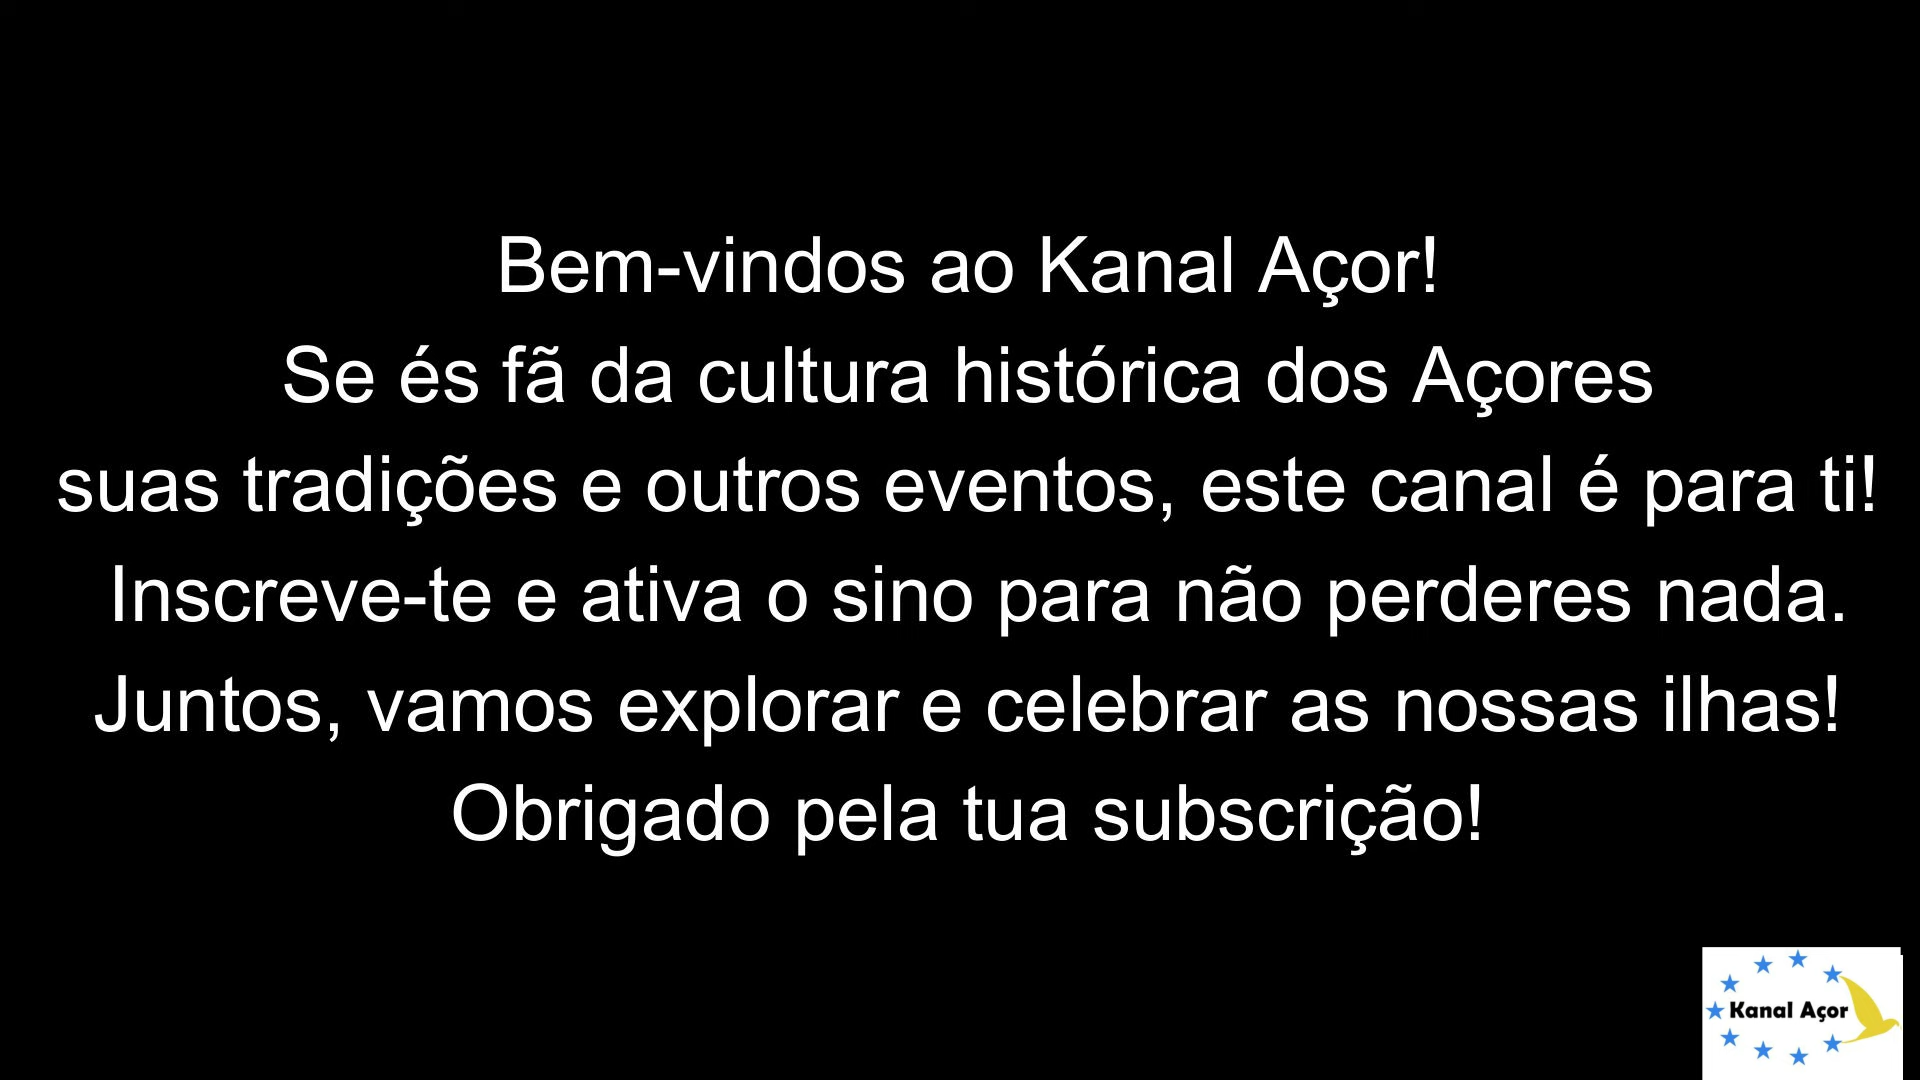 Bem-vindos ao Kanal Açor!
Se és fã da cultura histórica dos Açores
suas tradições e outros eventos, este canal é para ti!
Inscreve-te e ativa o sino para não perderes nada.
Juntos, vamos explorar e celebrar as nossas ilhas!
Obrigado pela tua subscrição!
Kanal Açor